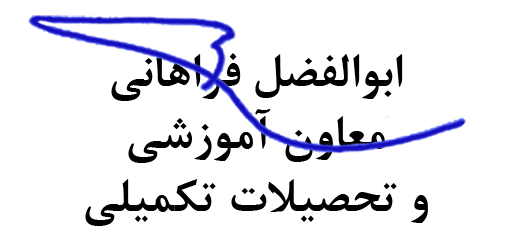 ابوالفضل فراهانی
معاون آموزشی
و تحصیلات تکمیلی